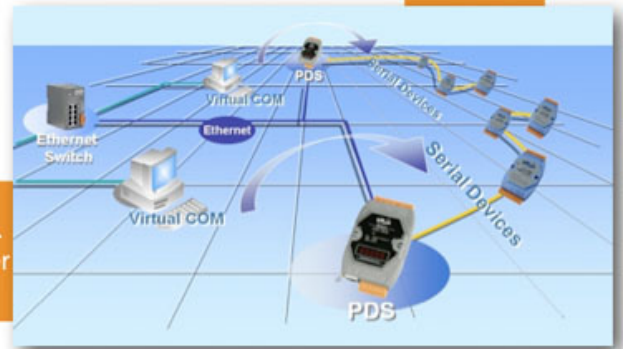 PDS
Serial Devices
Virtual COM
Ethernet
Switch
Ethernet
Virtual COM
Serial Devices
PDS